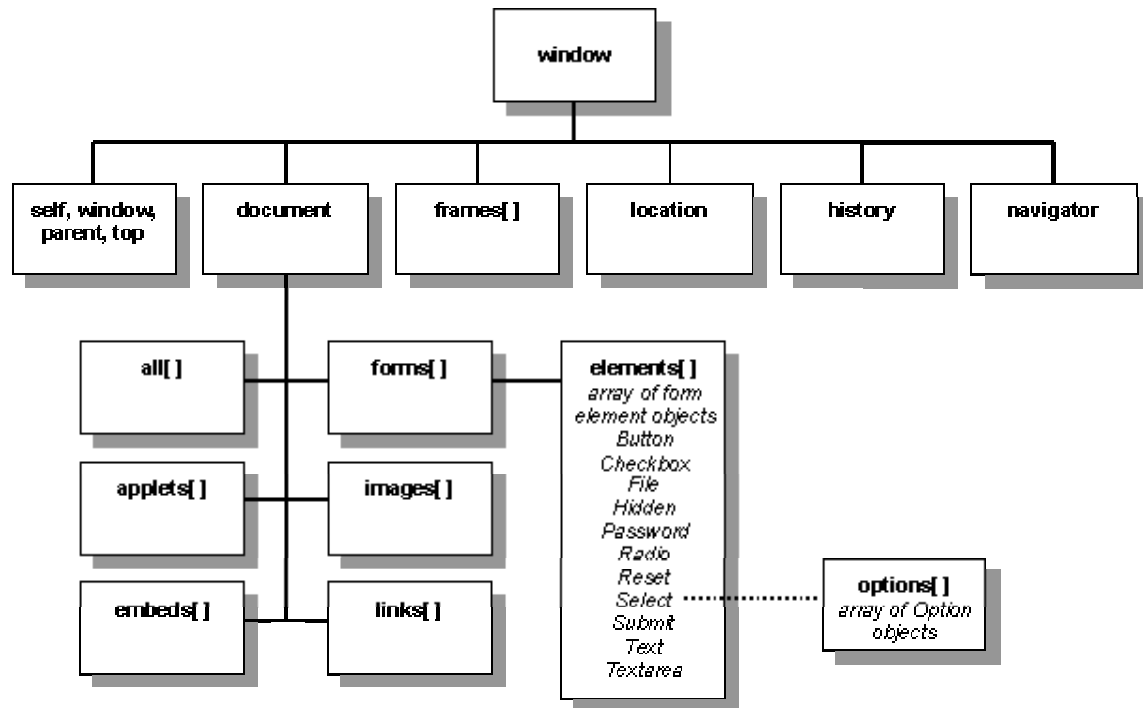 window
self, window,
parent, top
document
frames[ ]
location
history
navigator
all[ ]
forms[ ]
elements[ ]
array of form
element objects
Button
Checkbox
File
Hidden
Password
Radio
Reset
Select
Submit
Text
Textarea
applets[ ]
images[ ]
embeds[ ]
links[ ]
options[ ]
array of Option
objects